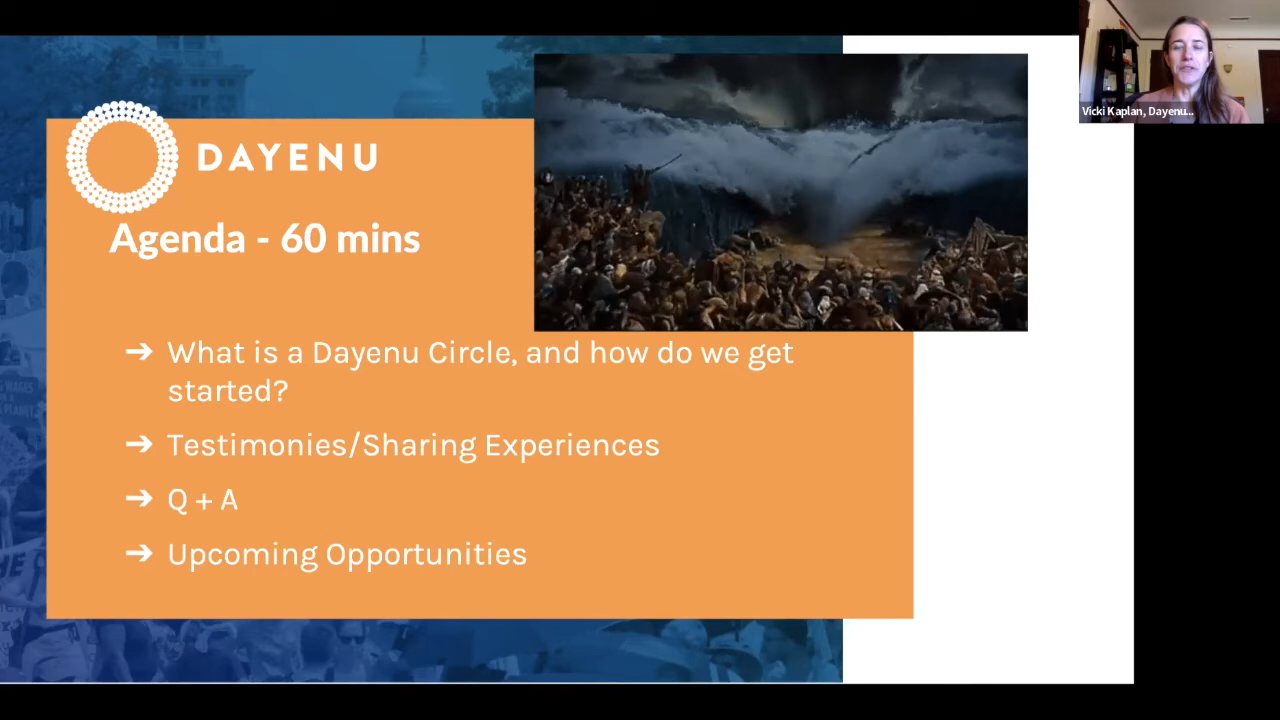 DAYENU
Agenda - 60 mins
➔ What is a Dayenu Circle, and how do we get
started?
➔ Testimonies/Sharing Experiences
➔ Q + A
➔ Upcoming Opportunities
Vicki Kaplan, Dayenu...